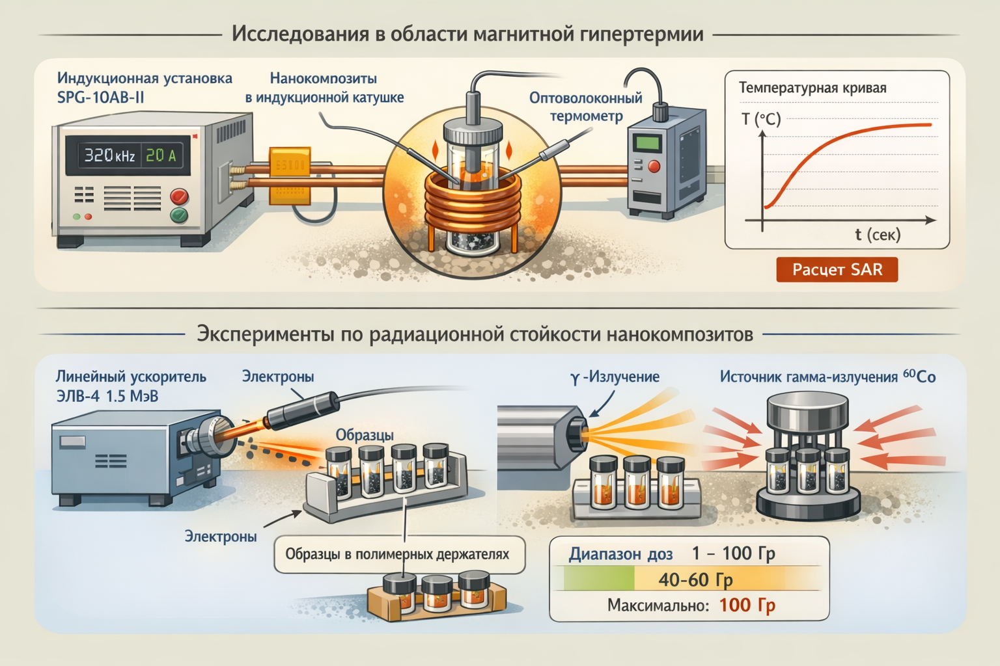 Исследования в области магнитной гипертермии
Индукционная установка
SPG-10AB-II
Нанокомпозиты
в индукционной катушке
Оптоволоконный
термометр
Температурная кривая
T (°C)
t (сек)
320 kHz 20 A
Расцет SAR
Эксперименты по радиационной стойкости нанокомпозитов
Линейный ускоритель
ЭЛВ-4 1.5 МэВ
Электроны
Образцы
γ -Излучение
Источник гамма-излучения ⁶⁰Co
Электроны
Образцы в полимерных держателях
Диапазон доз 1 – 100 Гр
40-60 Гр
Максимально: 100 Гр